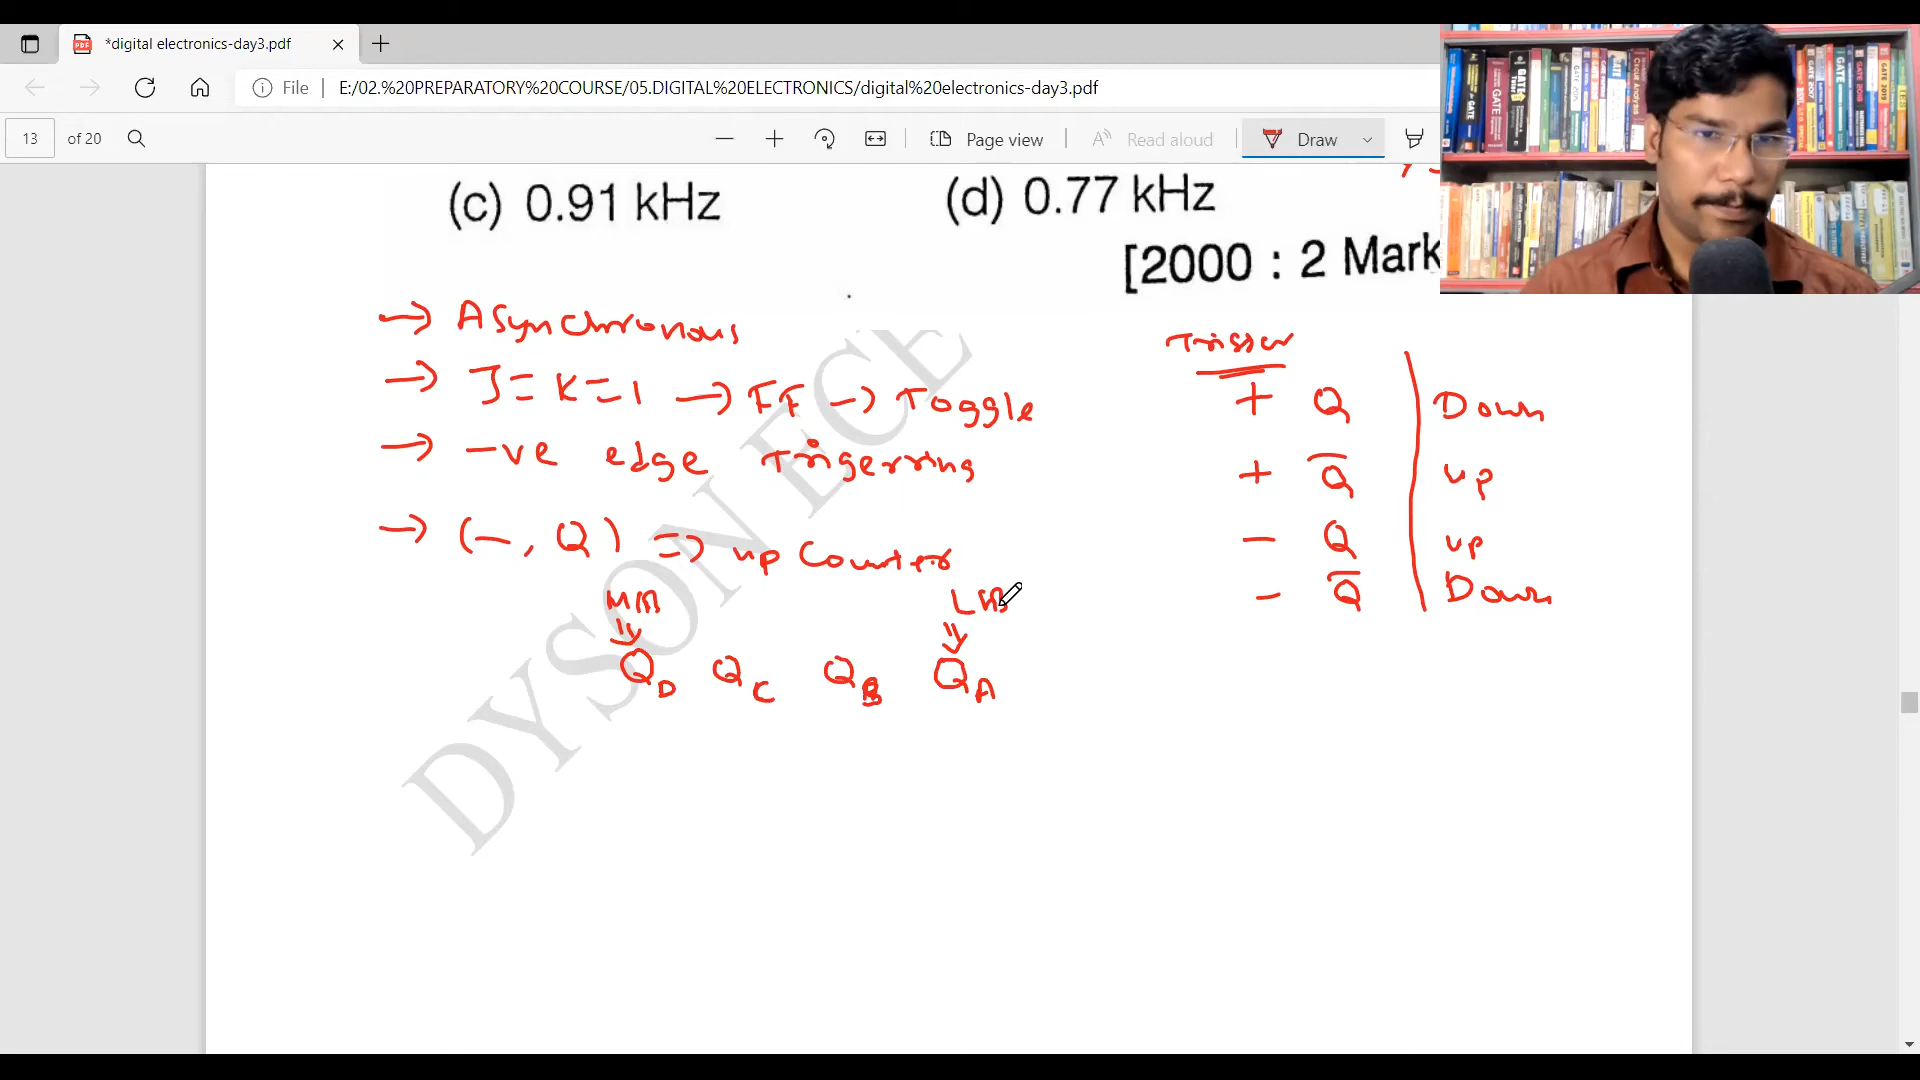 *digital electronics-day3.pdf
File E:/02.%20PREPARATORY%20COURSE/05.DIGITAL%20ELECTRONICS/digital%20electronics-day3.pdf
13 of 20 Page view Read aloud Draw
(c) 0.91 kHz (d) 0.77 kHz
[2000 : 2 Mark
→ Asynchronous
→ J = K = 1 → FF → Toggle
→ -ve edge Trigerring
→ (-, Q) ⇒ up Counter
MSB LSB
Q_D Q_C Q_B Q_A
Trigger
+ Q Down
+ Q̅ up
- Q up
- Q̅ Down
DYSON ECE